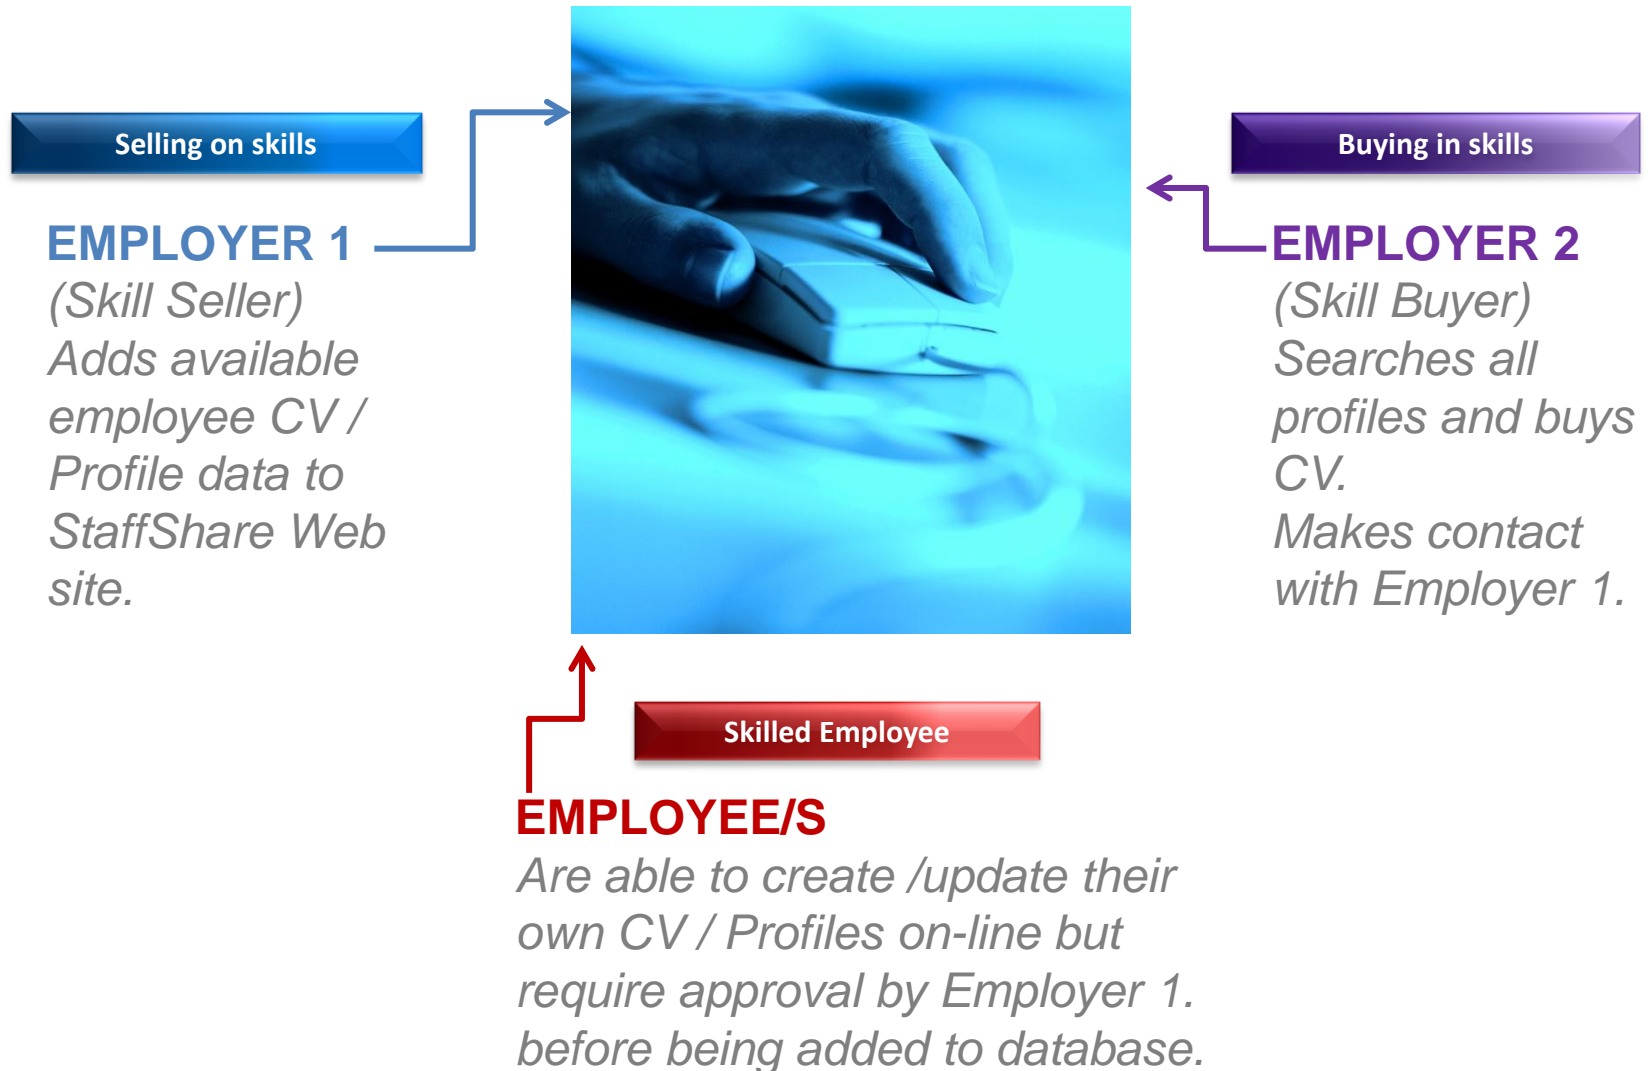 Selling on skills
EMPLOYER 1
(Skill Seller)
Adds available
employee CV /
Profile data to
StaffShare Web
site.
Buying in skills
EMPLOYER 2
(Skill Buyer)
Searches all
profiles and buys
CV.
Makes contact
with Employer 1.
Skilled Employee
EMPLOYEE/S
Are able to create /update their
own CV / Profiles on-line but
require approval by Employer 1.
before being added to database.